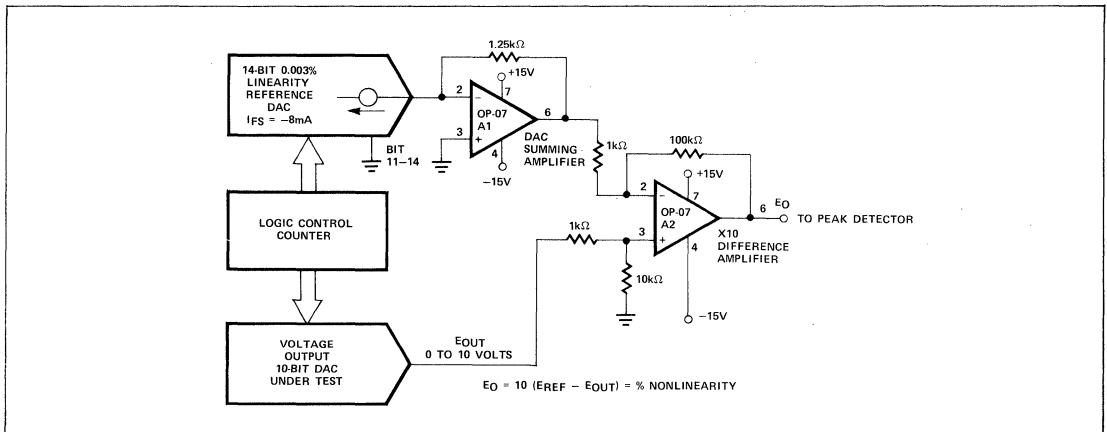 14-BIT 0.003%
LINEARITY
REFERENCE
DAC
IFS = –8mA
BIT
11–14
1.25kΩ
+15V
7
2
–
OP-07
A1
3
+
4
–15V
6
DAC
SUMMING
AMPLIFIER
1kΩ
100kΩ
+15V
7
2
–
OP-07
A2
3
+
4
–15V
6
EO
TO PEAK DETECTOR
X10
DIFFERENCE
AMPLIFIER
1kΩ
10kΩ
LOGIC CONTROL
COUNTER
VOLTAGE
OUTPUT
10-BIT DAC
UNDER TEST
EOUT
0 TO 10 VOLTS
EO = 10 (EREF – EOUT) = % NONLINEARITY